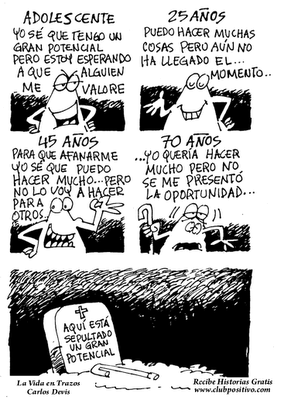 ADOLESCENTE
YO SÉ QUE TENGO UN
GRAN POTENCIAL
PERO ESTOY ESPERANDO
A QUE ALGUIEN
ME VALORE
25 AÑOS
PUEDO HACER MUCHAS
COSAS PERO AÚN NO
HA LLEGADO EL...
MOMENTO...
45 AÑOS
PARA QUE AFANARME
YO SÉ QUE PUEDO
HACER MUCHO...PERO
NO LO VOY A HACER
PARA
OTROS..
70 AÑOS
..YO QUERÍA HACER
MUCHO PERO NO
SE ME PRESENTÓ
LA OPORTUNIDAD...
AQUÍ ESTÁ
SEPULTADO
UN GRAN
POTENCIAL
La Vida en Trazos
Carlos Devis
Recibe Historias Gratis
www.clubpositivo.com